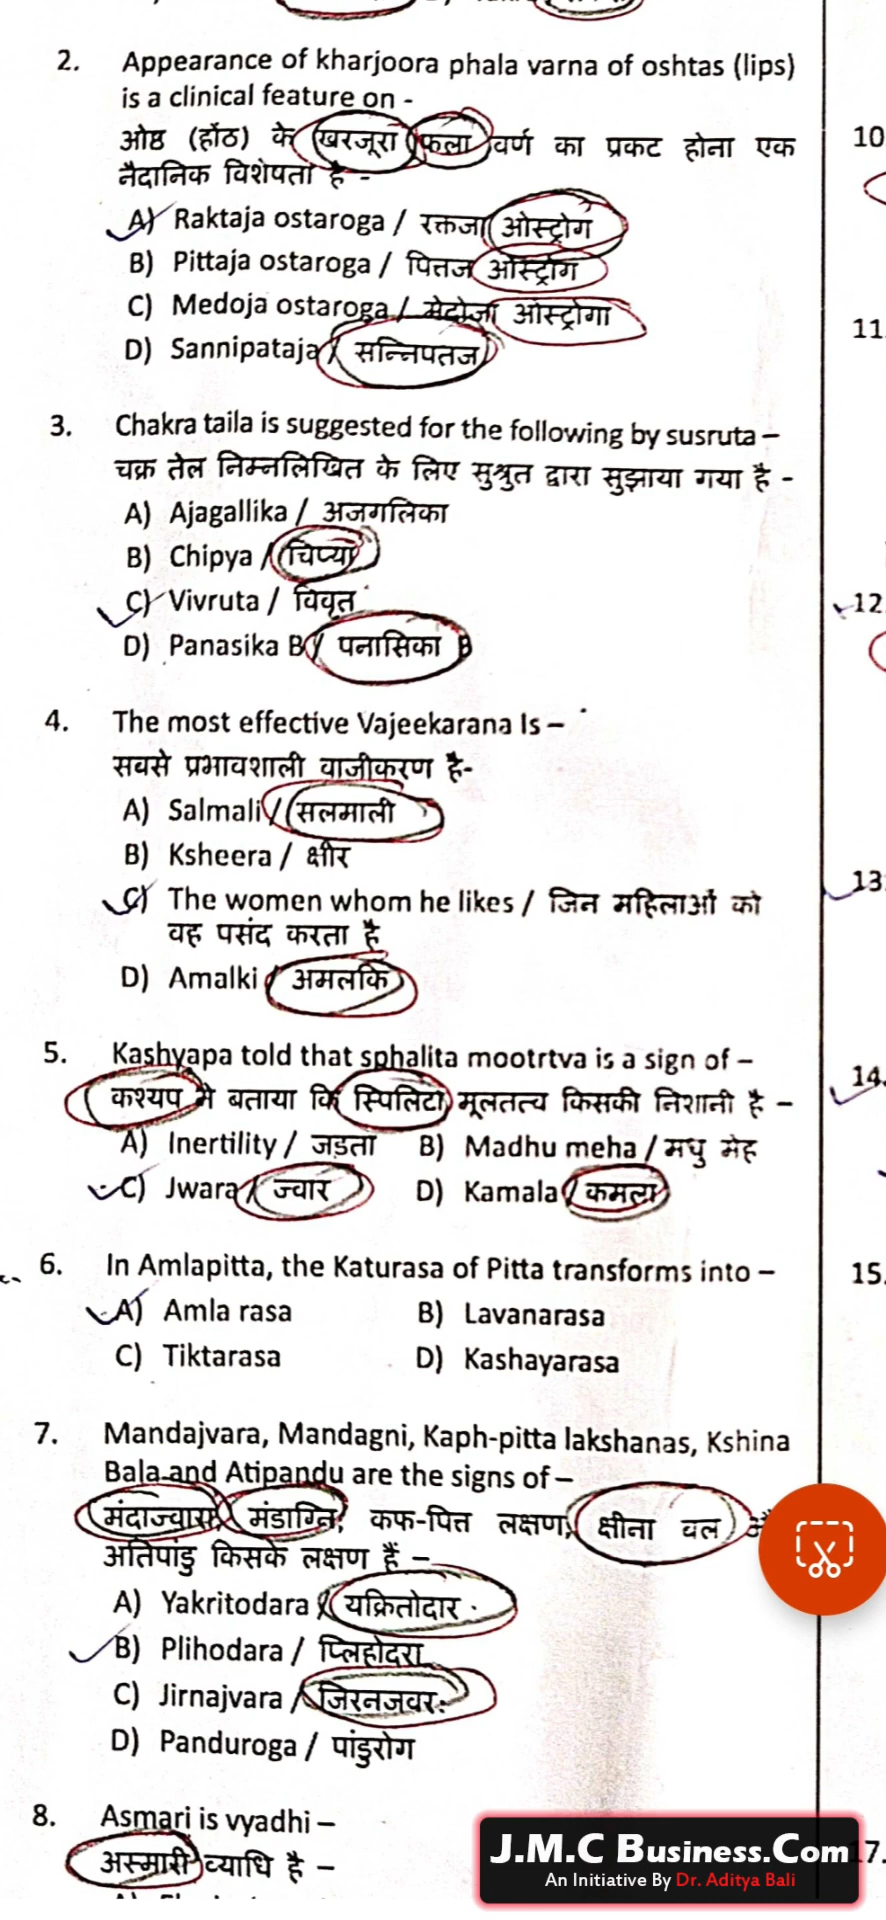 2. Appearance of kharjoora phala varna of oshtas (lips)
is a clinical feature on -
ओष्ठ (होंठ) के खरजूरा फला वर्ण का प्रकट होना एक
नैदानिक विशेषता है -
A) Raktaja ostaroga / रक्तजा ओस्ट्रोग
B) Pittaja ostaroga / पित्तज ओस्ट्रोग
C) Medoja ostaroga / मेदोजा ओस्ट्रोगा
D) Sannipataja / सन्निपतज
3. Chakra taila is suggested for the following by susruta –
चक्र तेल निम्नलिखित के लिए सुश्रुत द्वारा सुझाया गया है -
A) Ajagallika / अजगलिका
B) Chipya / चिप्या
C) Vivruta / विवृत
D) Panasika B / पनासिका B
4. The most effective Vajeekarana Is –
सबसे प्रभावशाली वाजीकरण है-
A) Salmali / सलमाली
B) Ksheera / क्षीर
C) The women whom he likes / जिन महिलाओं को
वह पसंद करता है
D) Amalki / अमलकि
5. Kashyapa told that sphalita mootrtva is a sign of –
कश्यप ने बताया कि स्पिलिटा मूलतत्व किसकी निशानी है –
A) Inertility / जड़ता B) Madhu meha / मधु मेह
C) Jwara / ज्वार D) Kamala / कमला
6. In Amlapitta, the Katurasa of Pitta transforms into –
A) Amla rasa B) Lavanarasa
C) Tiktarasa D) Kashayarasa
7. Mandajvara, Mandagni, Kaph-pitta lakshanas, Kshina
Bala and Atipandu are the signs of –
मंदाज्वास, मंडाग्नि, कफ-पित्त लक्षण, क्षीना बल
अतिपांडु किसके लक्षण हैं –
A) Yakritodara / यक्रितोदार
B) Plihodara / प्लिहोदरा
C) Jirnajvara / जिरनजवर
D) Panduroga / पांडुरोग
8. Asmari is vyadhi –
अस्मारी व्याधि है –
10
11.
12
13
14.
15.
17.
J.M.C Business.Com
An Initiative By Dr. Aditya Bali